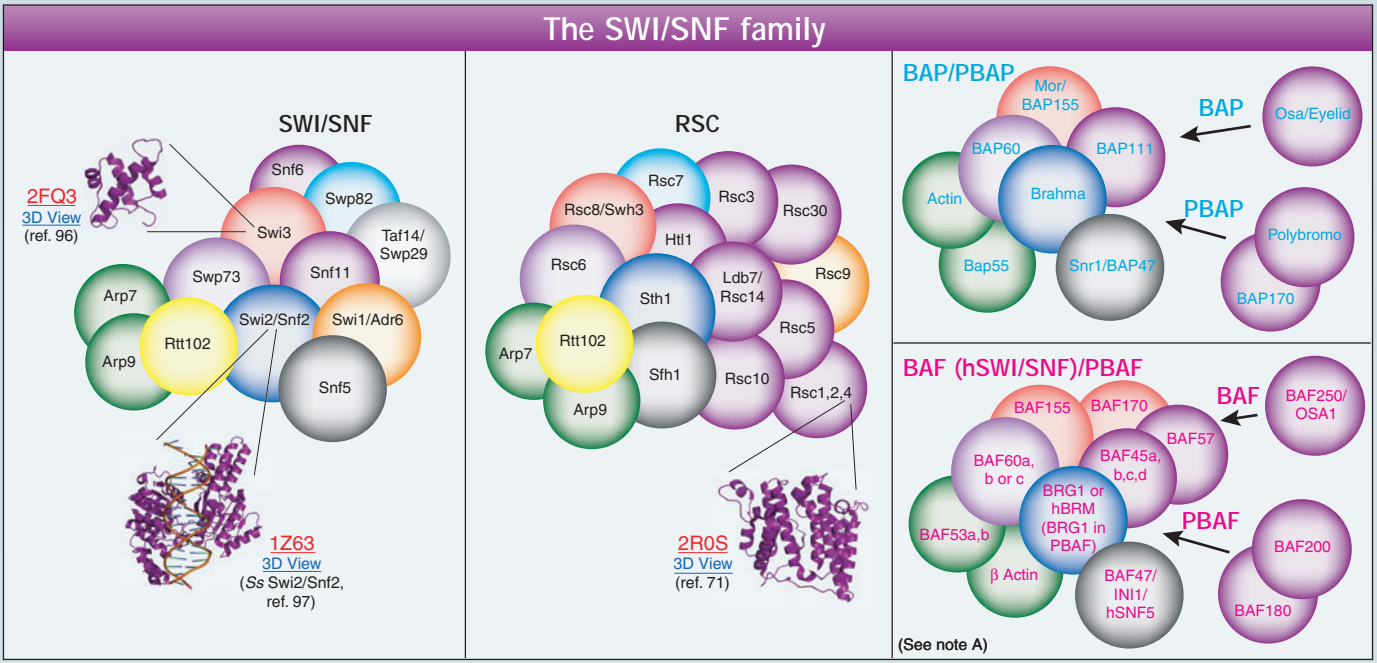 The SWI/SNF family
SWI/SNF
2FQ3
3D View
(ref. 96)
Snf6
Swp82
Swi3
Taf14/
Swp29
Swp73
Snf11
Arp7
Rtt102
Swi2/Snf2
Swi1/Adr6
Arp9
Snf5
1Z63
3D View
(Ss Swi2/Snf2,
ref. 97)
RSC
Rsc7
Rsc3
Rsc8/Swh3
Rsc30
Htl1
Rsc6
Ldb7/
Rsc14
Rsc9
Sth1
Rsc5
Arp7
Rtt102
Sfh1
Rsc10
Rsc1,2,4
Arp9
2R0S
3D View
(ref. 71)
BAP/PBAP
Mor/
BAP155
BAP
Osa/Eyelid
BAP60
BAP111
Actin
Brahma
PBAP
Polybromo
Bap55
Snr1/BAP47
BAP170
BAF (hSWI/SNF)/PBAF
BAF155
BAF170
BAF
BAF250/
OSA1
BAF57
BAF60a,
b or c
BAF45a,
b,c,d
BRG1 or
hBRM
(BRG1 in
PBAF)
PBAF
BAF200
BAF53a,b
β Actin
BAF47/
INI1/
hSNF5
BAF180
(See note A)